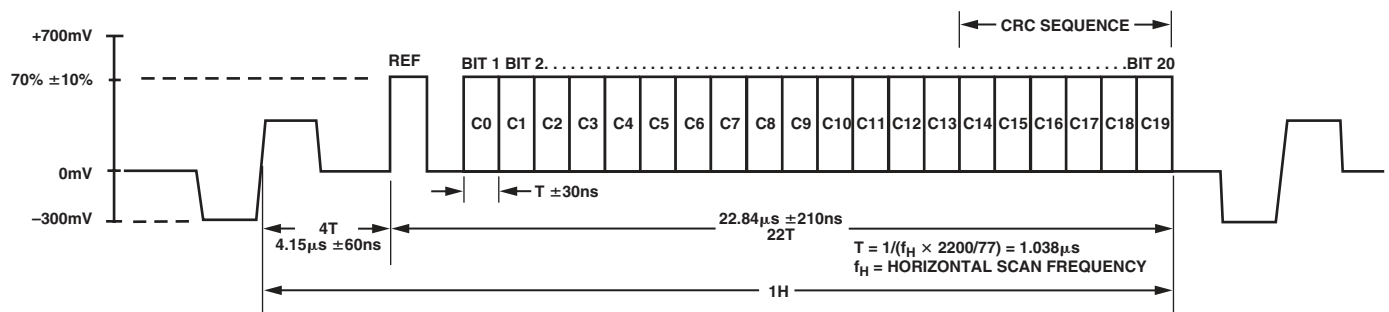 CRC SEQUENCE
+700mV
REF
BIT 1 BIT 2. . . . . . . . . . . . . . . . . . . . . . . . . . . . . . . . . . . . . . . . . . . . . . . . . . . . . . . . . . . . .BIT 20
70% ±10%
C0 C1 C2 C3 C4 C5 C6 C7 C8 C9 C10 C11 C12 C13 C14 C15 C16 C17 C18 C19
0mV
T ±30ns
–300mV
4T
4.15µs ±60ns
22.84µs ±210ns
22T
T = 1/(fH × 2200/77) = 1.038µs
fH = HORIZONTAL SCAN FREQUENCY
1H